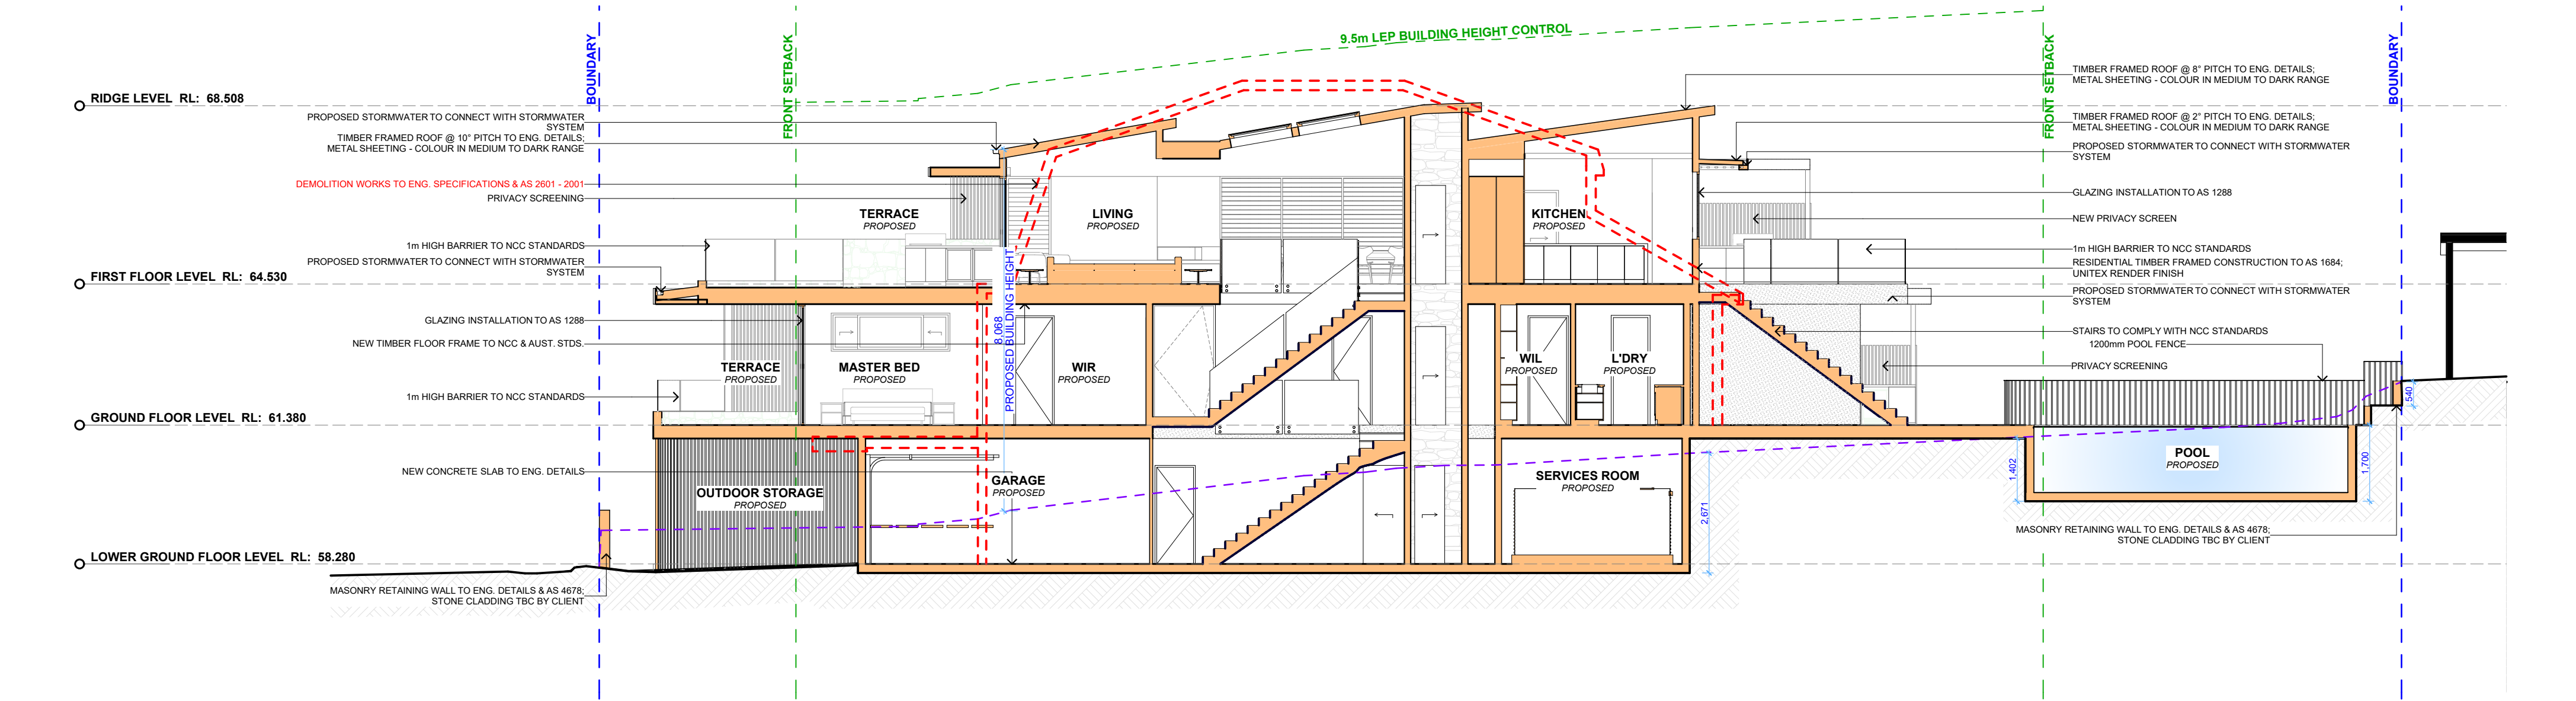 9.5m LEP BUILDING HEIGHT CONTROL
BOUNDARY
FRONT SETBACK
FRONT SETBACK
BOUNDARY
RIDGE LEVEL RL: 68.508
PROPOSED STORMWATER TO CONNECT WITH STORMWATER
SYSTEM
TIMBER FRAMED ROOF @ 10° PITCH TO ENG. DETAILS;
METAL SHEETING - COLOUR IN MEDIUM TO DARK RANGE
DEMOLITION WORKS TO ENG. SPECIFICATIONS & AS 2601 - 2001
PRIVACY SCREENING
1m HIGH BARRIER TO NCC STANDARDS
PROPOSED STORMWATER TO CONNECT WITH STORMWATER
SYSTEM
FIRST FLOOR LEVEL RL: 64.530
GLAZING INSTALLATION TO AS 1288
NEW TIMBER FLOOR FRAME TO NCC & AUST. STDS.
1m HIGH BARRIER TO NCC STANDARDS
GROUND FLOOR LEVEL RL: 61.380
NEW CONCRETE SLAB TO ENG. DETAILS
LOWER GROUND FLOOR LEVEL RL: 58.280
MASONRY RETAINING WALL TO ENG. DETAILS & AS 4678;
STONE CLADDING TBC BY CLIENT
TERRACE
PROPOSED
LIVING
PROPOSED
KITCHEN
PROPOSED
8,068
PROPOSED BUILDING HEIGHT
TERRACE
PROPOSED
MASTER BED
PROPOSED
WIR
PROPOSED
WIL
PROPOSED
L'DRY
PROPOSED
OUTDOOR STORAGE
PROPOSED
GARAGE
PROPOSED
SERVICES ROOM
PROPOSED
2,671
1,402
POOL
PROPOSED
1,700
540
TIMBER FRAMED ROOF @ 8° PITCH TO ENG. DETAILS;
METAL SHEETING - COLOUR IN MEDIUM TO DARK RANGE
TIMBER FRAMED ROOF @ 2° PITCH TO ENG. DETAILS;
METAL SHEETING - COLOUR IN MEDIUM TO DARK RANGE
PROPOSED STORMWATER TO CONNECT WITH STORMWATER
SYSTEM
GLAZING INSTALLATION TO AS 1288
NEW PRIVACY SCREEN
1m HIGH BARRIER TO NCC STANDARDS
RESIDENTIAL TIMBER FRAMED CONSTRUCTION TO AS 1684;
UNITEX RENDER FINISH
PROPOSED STORMWATER TO CONNECT WITH STORMWATER
SYSTEM
STAIRS TO COMPLY WITH NCC STANDARDS
1200mm POOL FENCE
PRIVACY SCREENING
MASONRY RETAINING WALL TO ENG. DETAILS & AS 4678;
STONE CLADDING TBC BY CLIENT